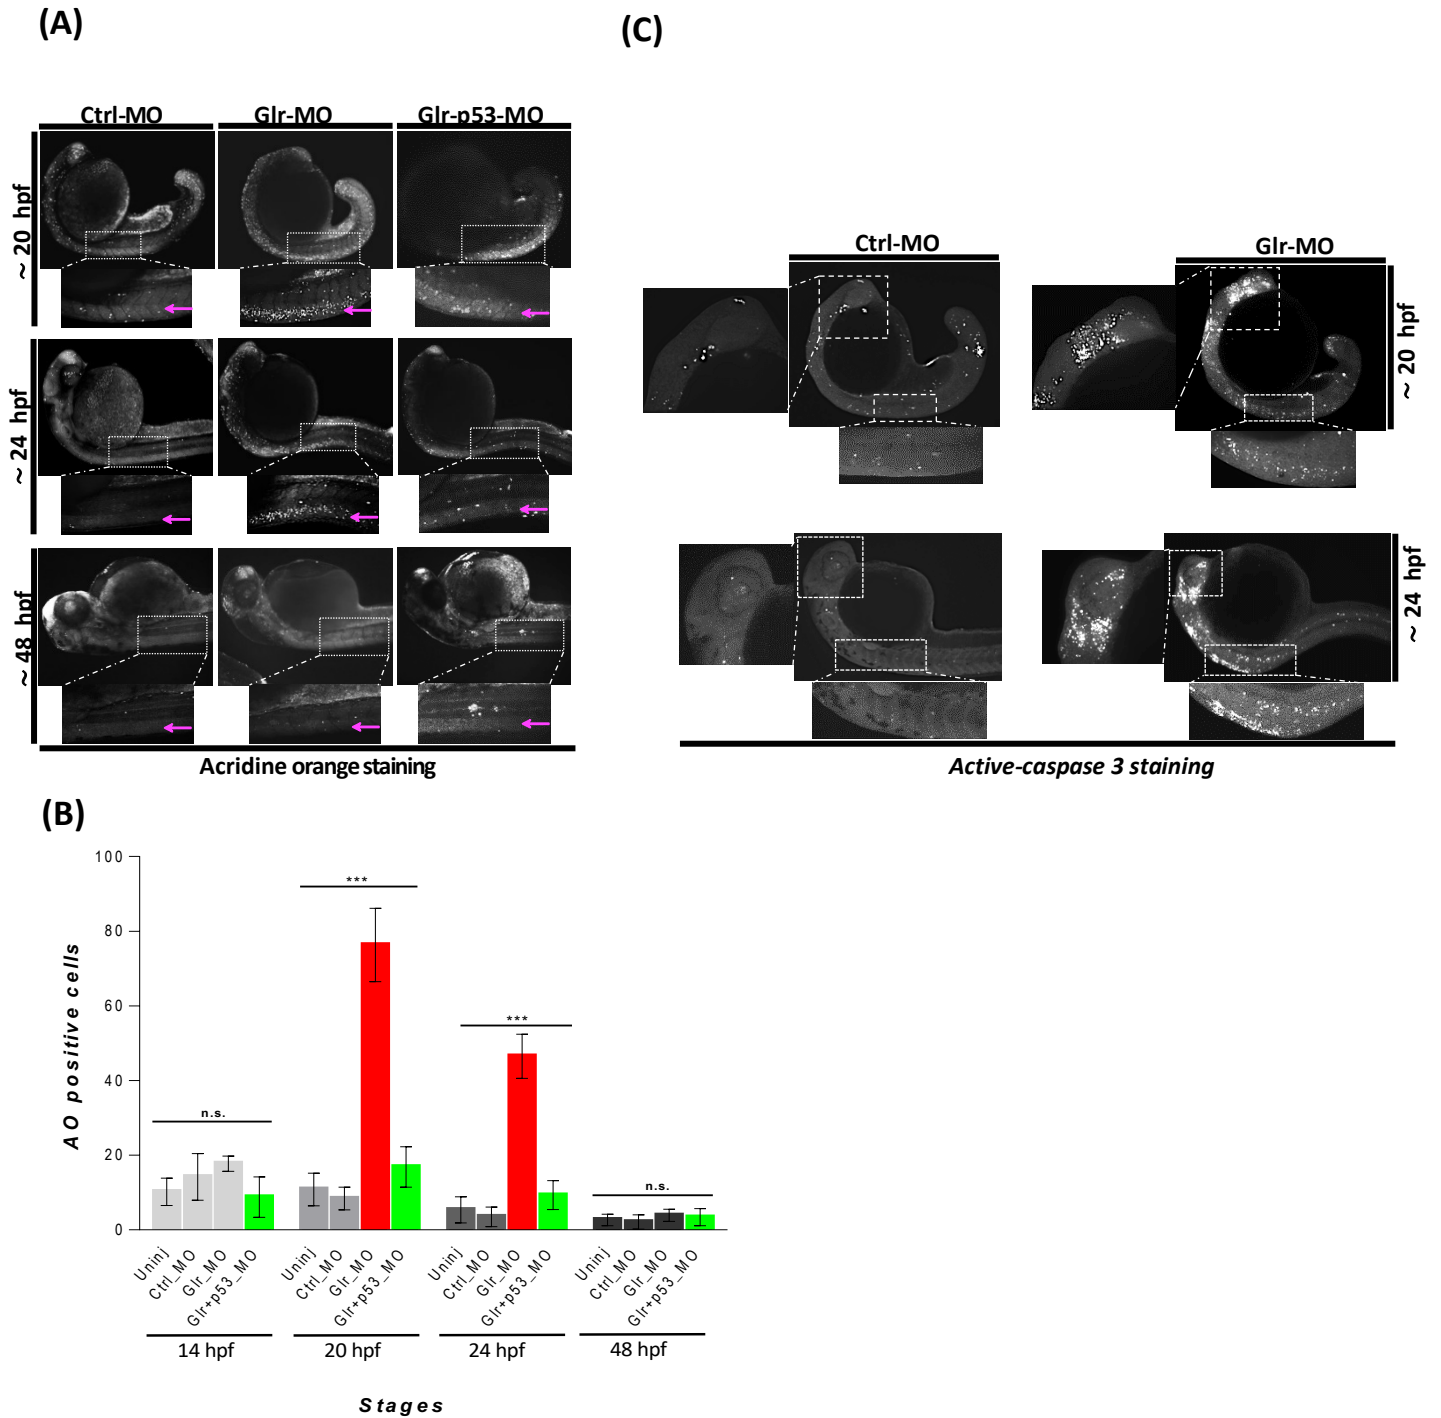 (A)
Ctrl-MO Glr-MO Glr-p53-MO
~ 20 hpf
~ 24 hpf
~ 48 hpf
Acridine orange staining
(C)
Ctrl-MO Glr-MO
~ 20 hpf
~ 24 hpf
Active-caspase 3 staining
(B)
AO positive cells
100
80
60
40
20
0
n.s.
***
***
n.s.
Uninj Ctrl_MO Glr_MO Glr+p53_MO
Uninj Ctrl_MO Glr_MO Glr+p53_MO
Uninj Ctrl_MO Glr_MO Glr+p53_MO
Uninj Ctrl_MO Glr_MO Glr+p53_MO
14 hpf 20 hpf 24 hpf 48 hpf
Stages